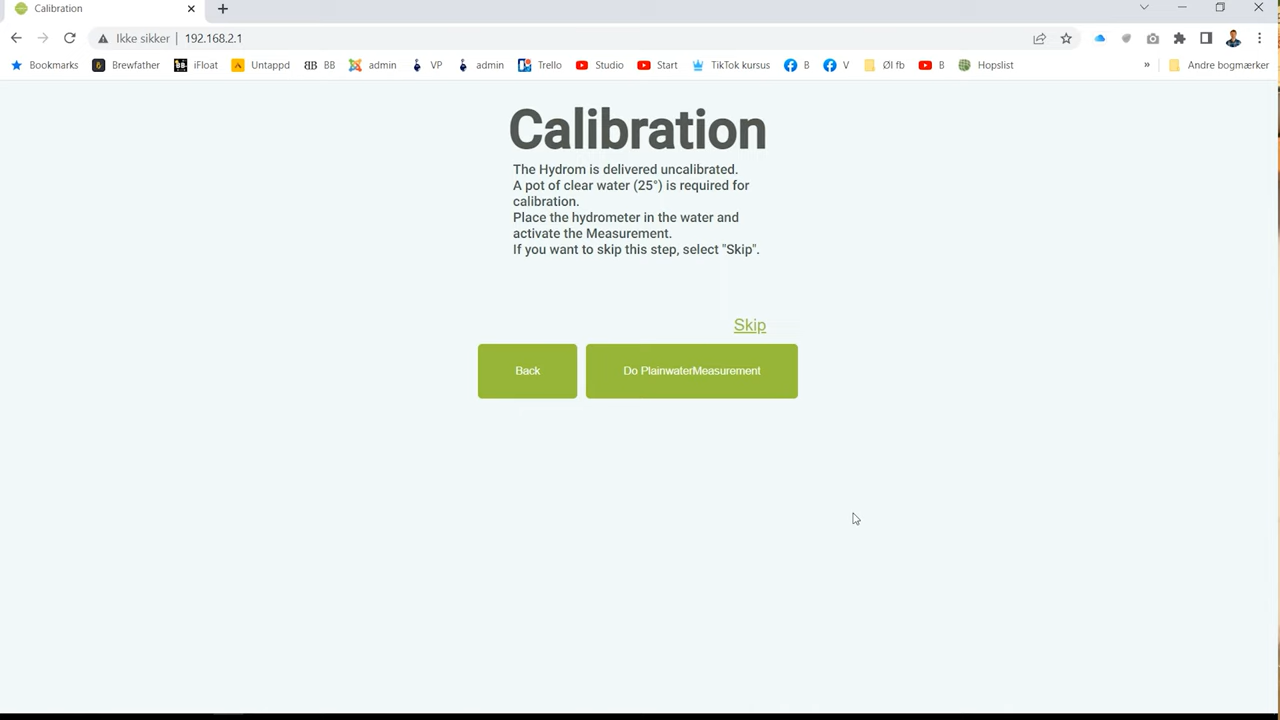 Calibration
Ikke sikker | 192.168.2.1
Bookmarks Brewfather iFloat Untappd BB admin VP admin Trello Studio Start TikTok kursus B V Øl fb B Hopslist » Andre bogmærker
Calibration
The Hydrom is delivered uncalibrated.
A pot of clear water (25°) is required for
calibration.
Place the hydrometer in the water and
activate the Measurement.
If you want to skip this step, select "Skip".
Skip
Back Do PlainwaterMeasurement